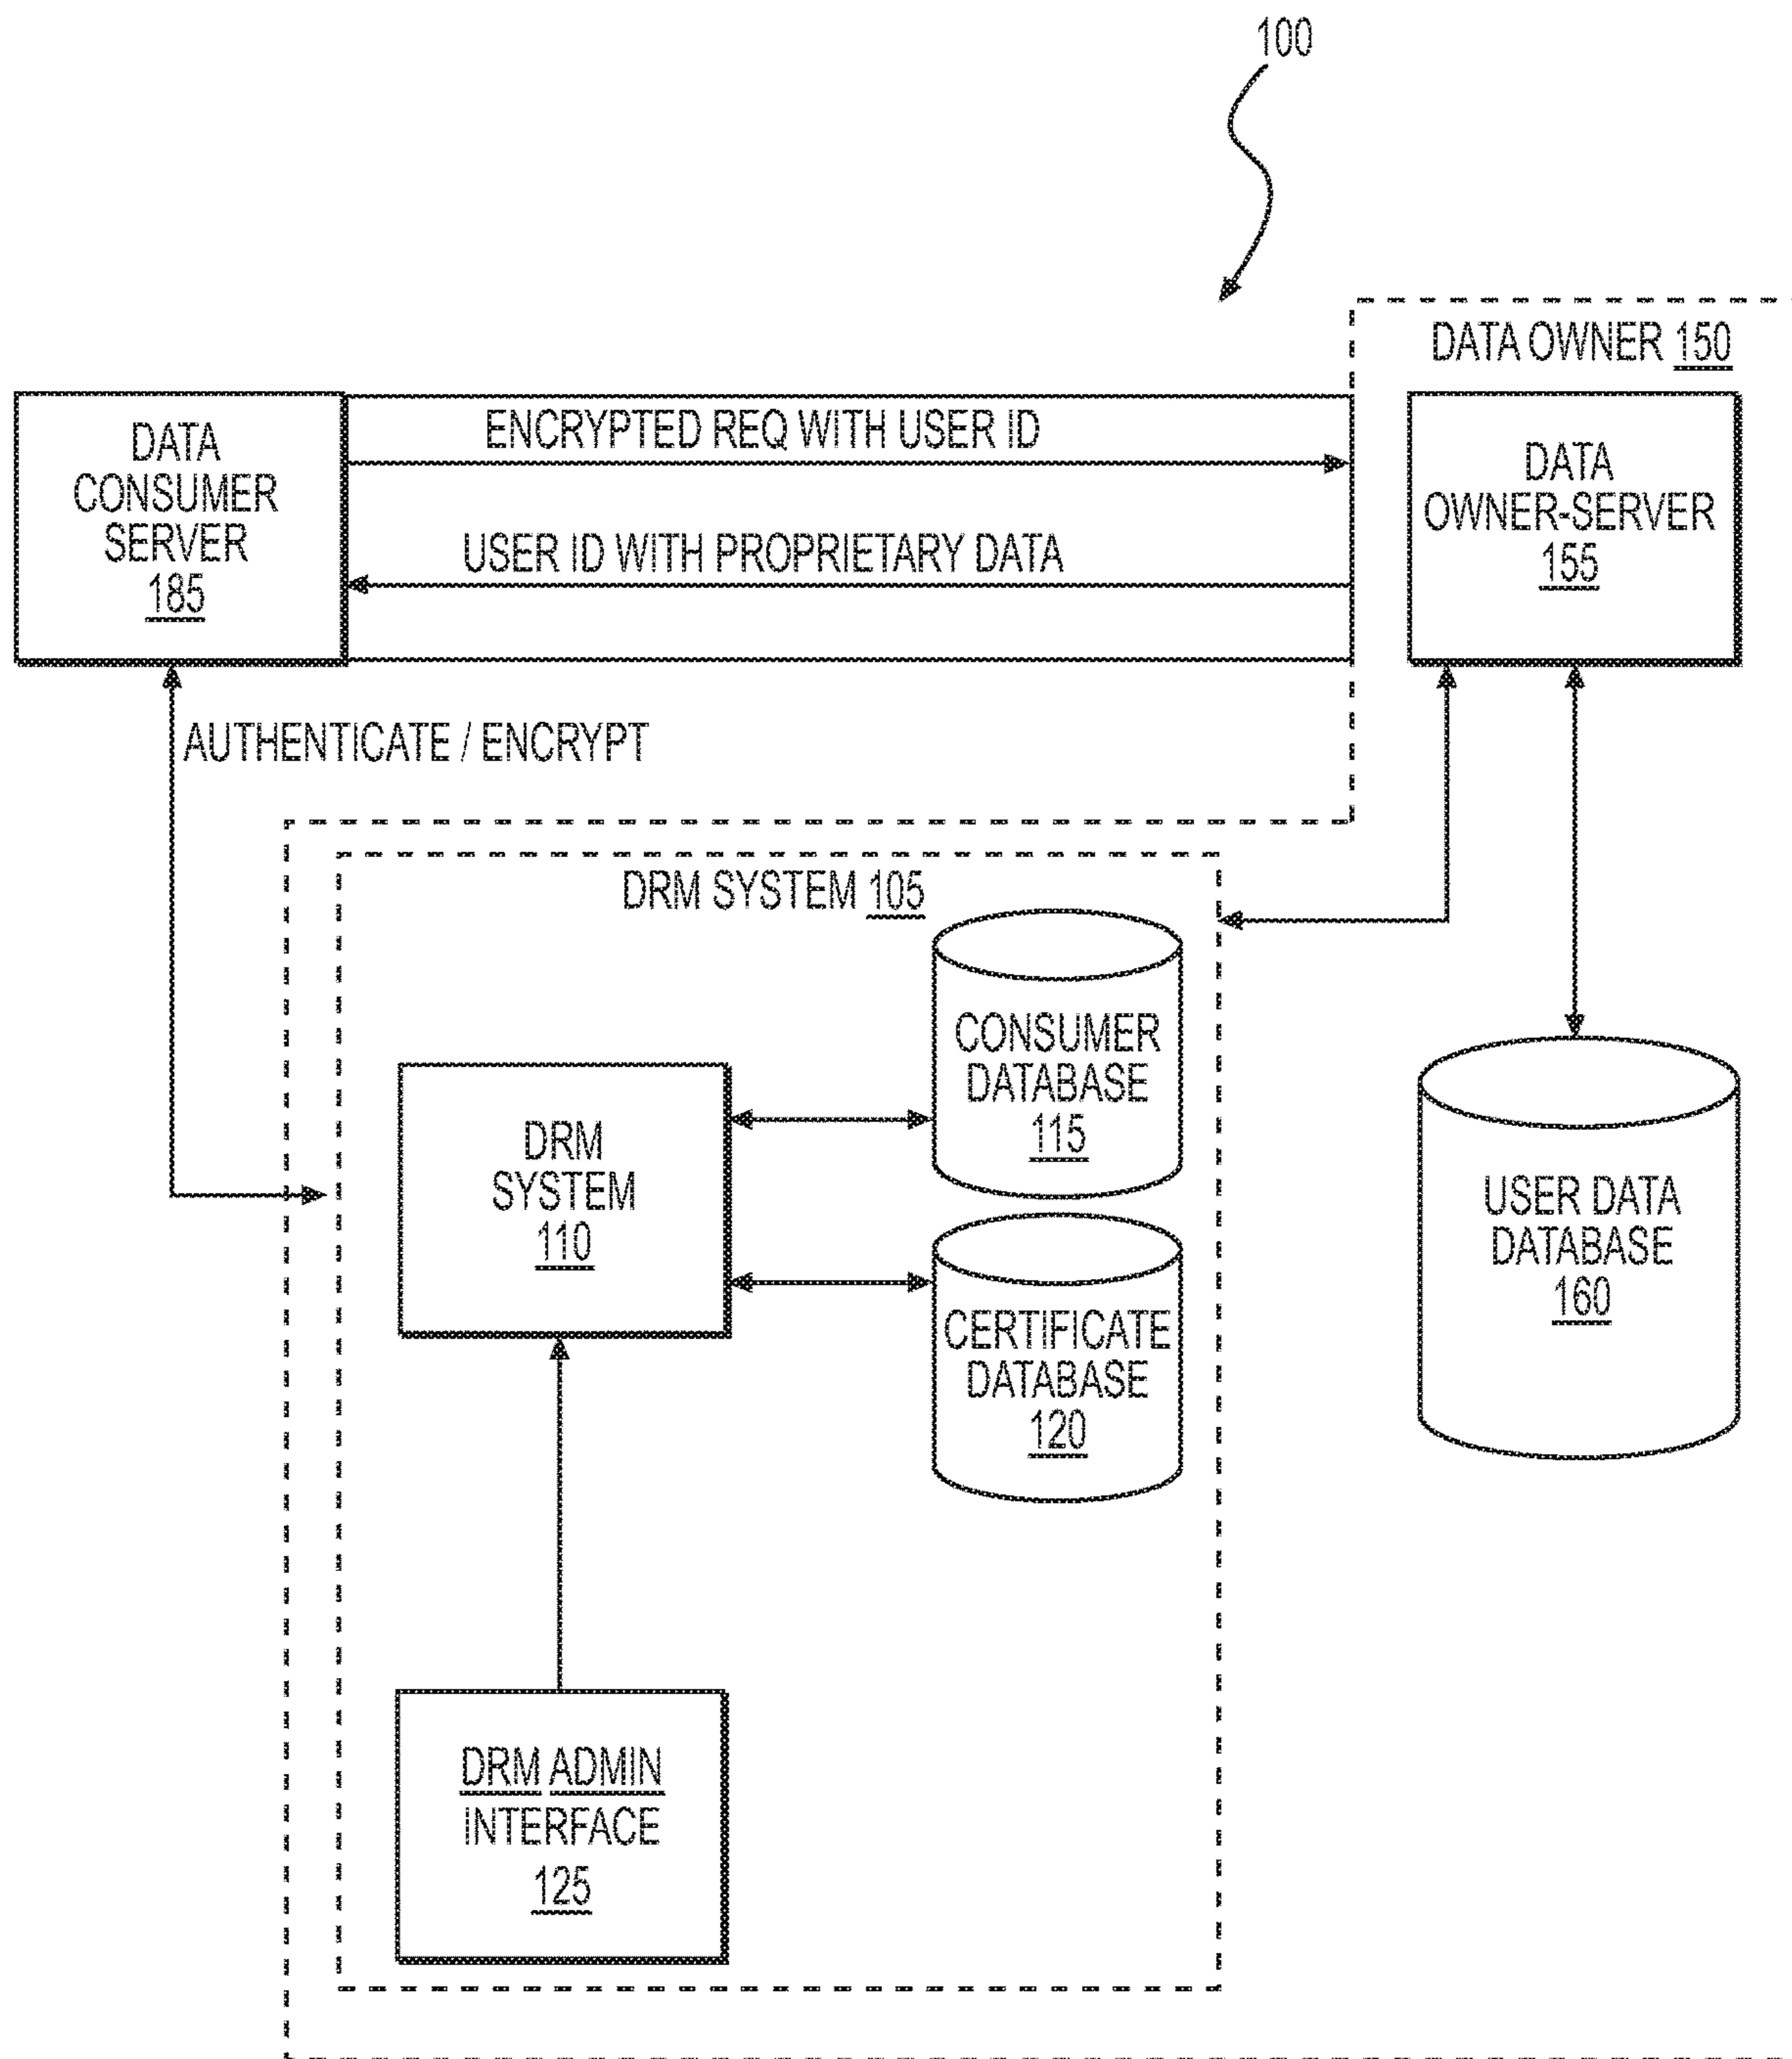 100
DATA OWNER 150
DATA
CONSUMER
SERVER
185
ENCRYPTED REQ WITH USER ID
USER ID WITH PROPRIETARY DATA
DATA
OWNER-SERVER
155
AUTHENTICATE / ENCRYPT
DRM SYSTEM 105
CONSUMER
DATABASE
115
DRM
SYSTEM
110
USER DATA
DATABASE
160
CERTIFICATE
DATABASE
120
DRM ADMIN
INTERFACE
125